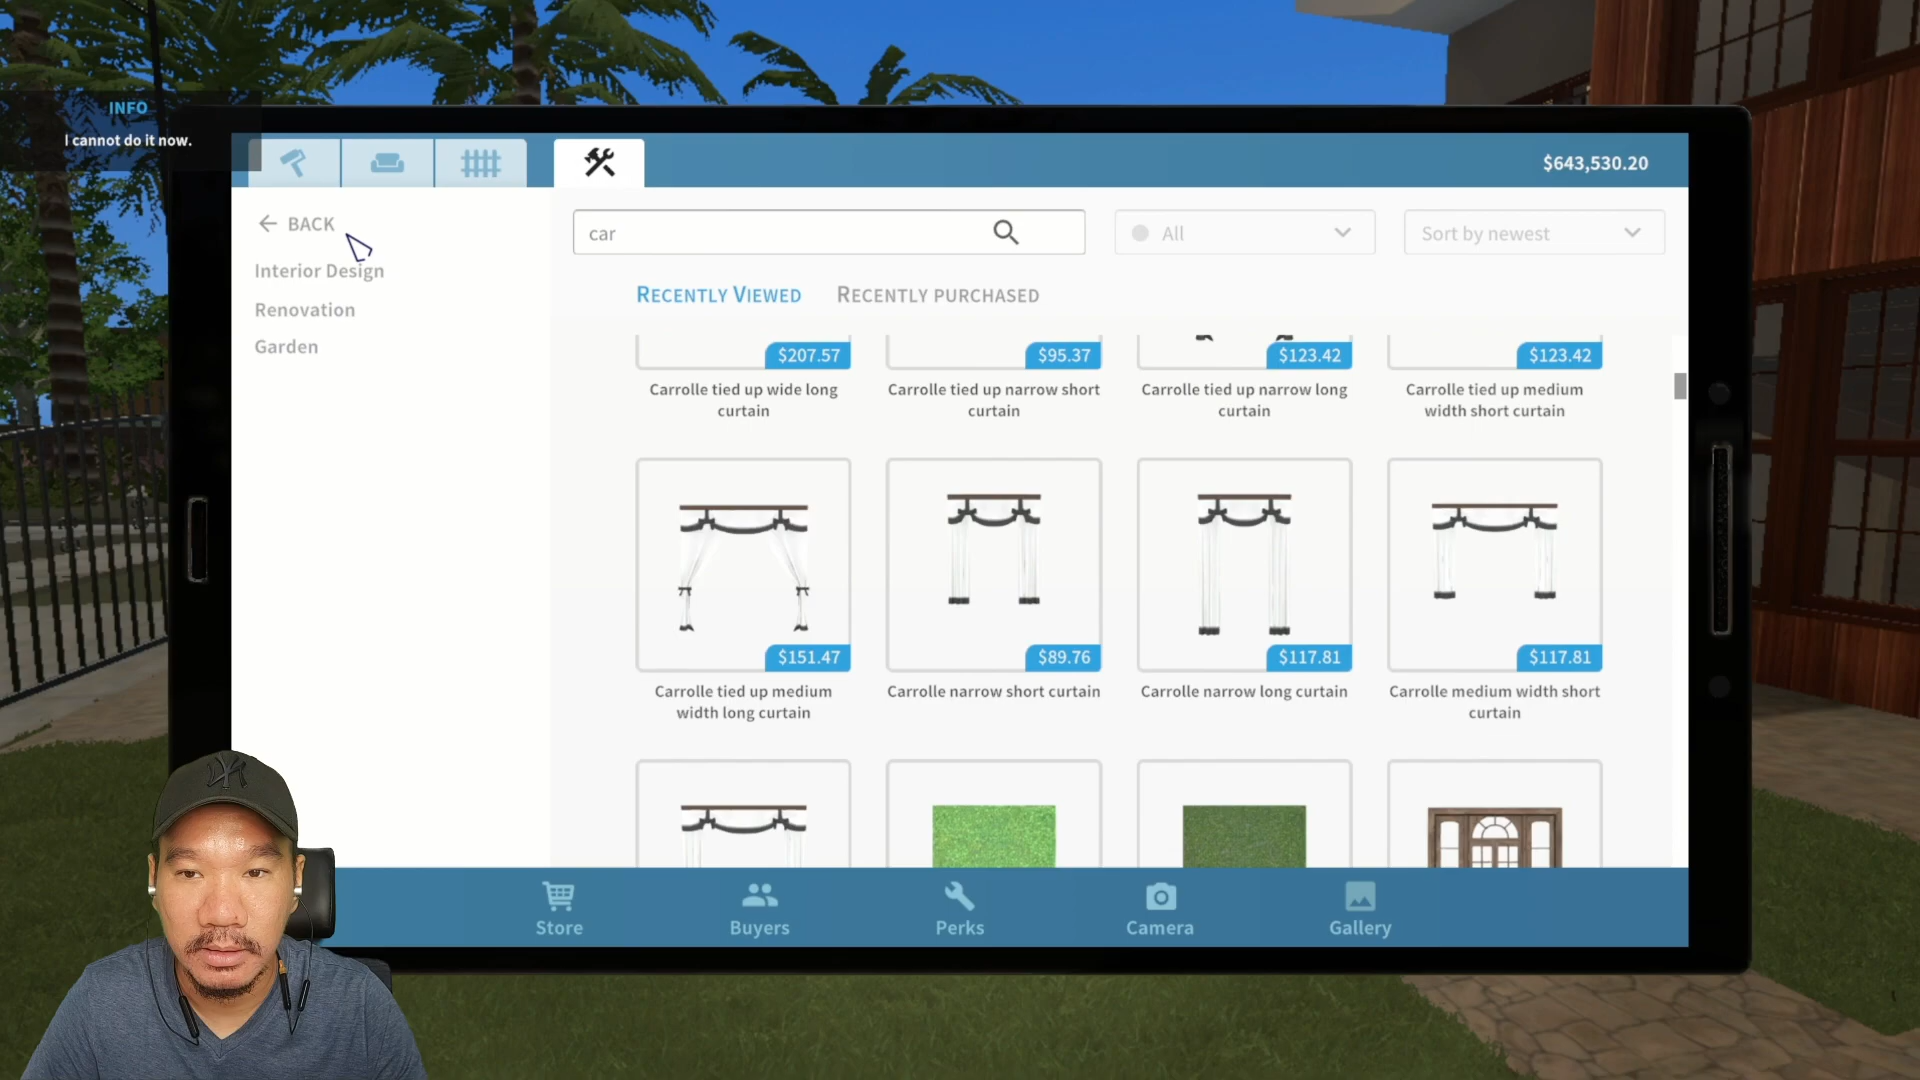 INFO
I cannot do it now.
$643,530.20
BACK
car
All
Sort by newest
Interior Design
Renovation
Garden
RECENTLY VIEWED
RECENTLY PURCHASED
$207.57
$95.37
$123.42
$123.42
Carrolle tied up wide long
curtain
Carrolle tied up narrow short
curtain
Carrolle tied up narrow long
curtain
Carrolle tied up medium
width short curtain
$151.47
$89.76
$117.81
$117.81
Carrolle tied up medium
width long curtain
Carrolle narrow short curtain
Carrolle narrow long curtain
Carrolle medium width short
curtain
Store
Buyers
Perks
Camera
Gallery